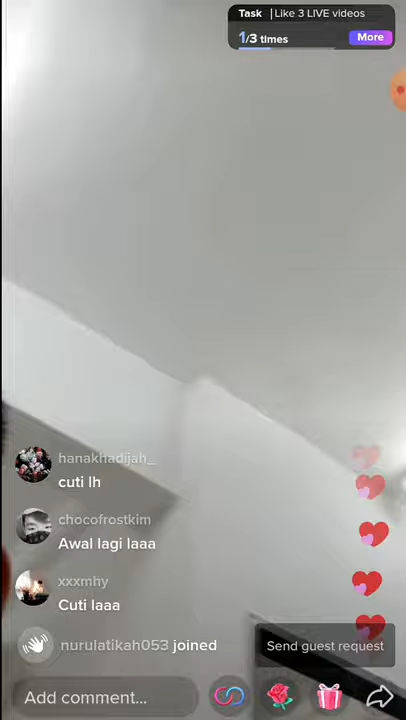 Task | Like 3 LIVE videos
1/3 times
More
hanakhadijah_
cuti lh
chocofrostkim
Awal lagi laaa
xxxmhy
Cuti laaa
nurulatikah053 joined
Send guest request
Add comment...